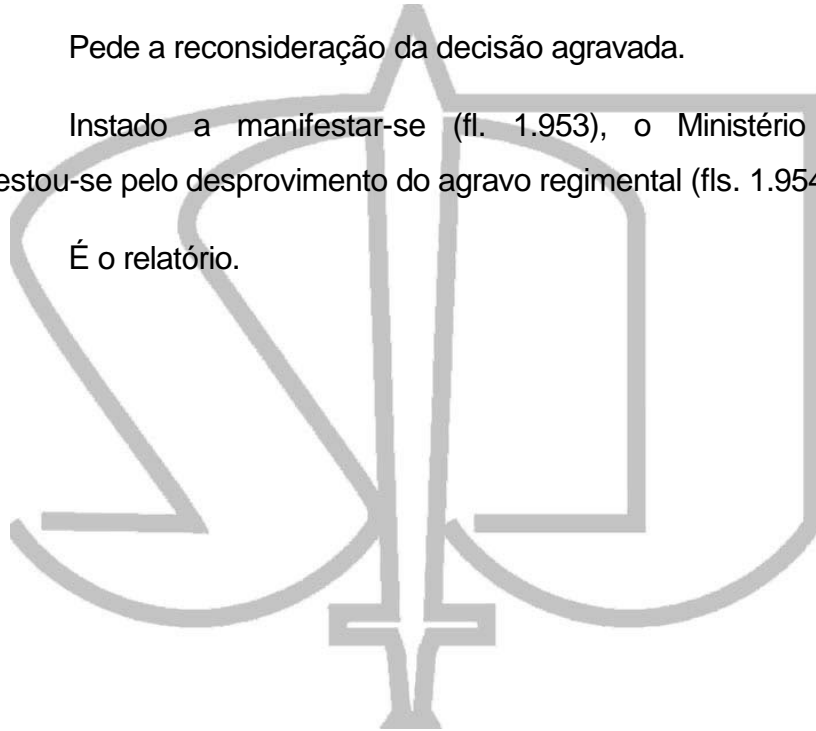 Pede a reconsideração da decisão agravada.
Instado a manifestar-se (fl. 1.953), o Ministério
estou-se pelo desprovimento do agravo regimental (fls. 1.954
É o relatório.